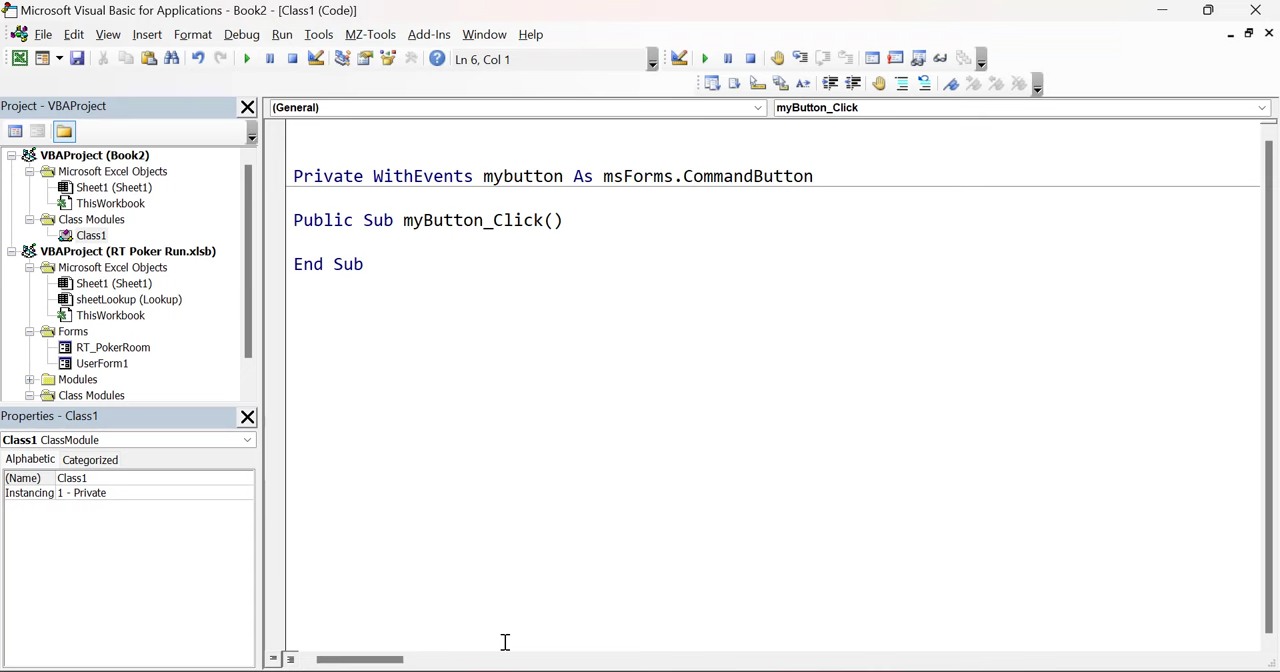 Microsoft Visual Basic for Applications - Book2 - [Class1 (Code)]
File Edit View Insert Format Debug Run Tools MZ-Tools Add-Ins Window Help
Ln 6, Col 1
Project - VBAProject
(General)
myButton_Click
VBAProject (Book2)
Microsoft Excel Objects
Sheet1 (Sheet1)
ThisWorkbook
Class Modules
Class1
VBAProject (RT Poker Run.xlsb)
Microsoft Excel Objects
Sheet1 (Sheet1)
sheetLookup (Lookup)
ThisWorkbook
Forms
RT_PokerRoom
UserForm1
Modules
Class Modules
Private WithEvents mybutton As msForms.CommandButton
Public Sub myButton_Click()
End Sub
Properties - Class1
Class1 ClassModule
Alphabetic Categorized
(Name) Class1
Instancing 1 - Private